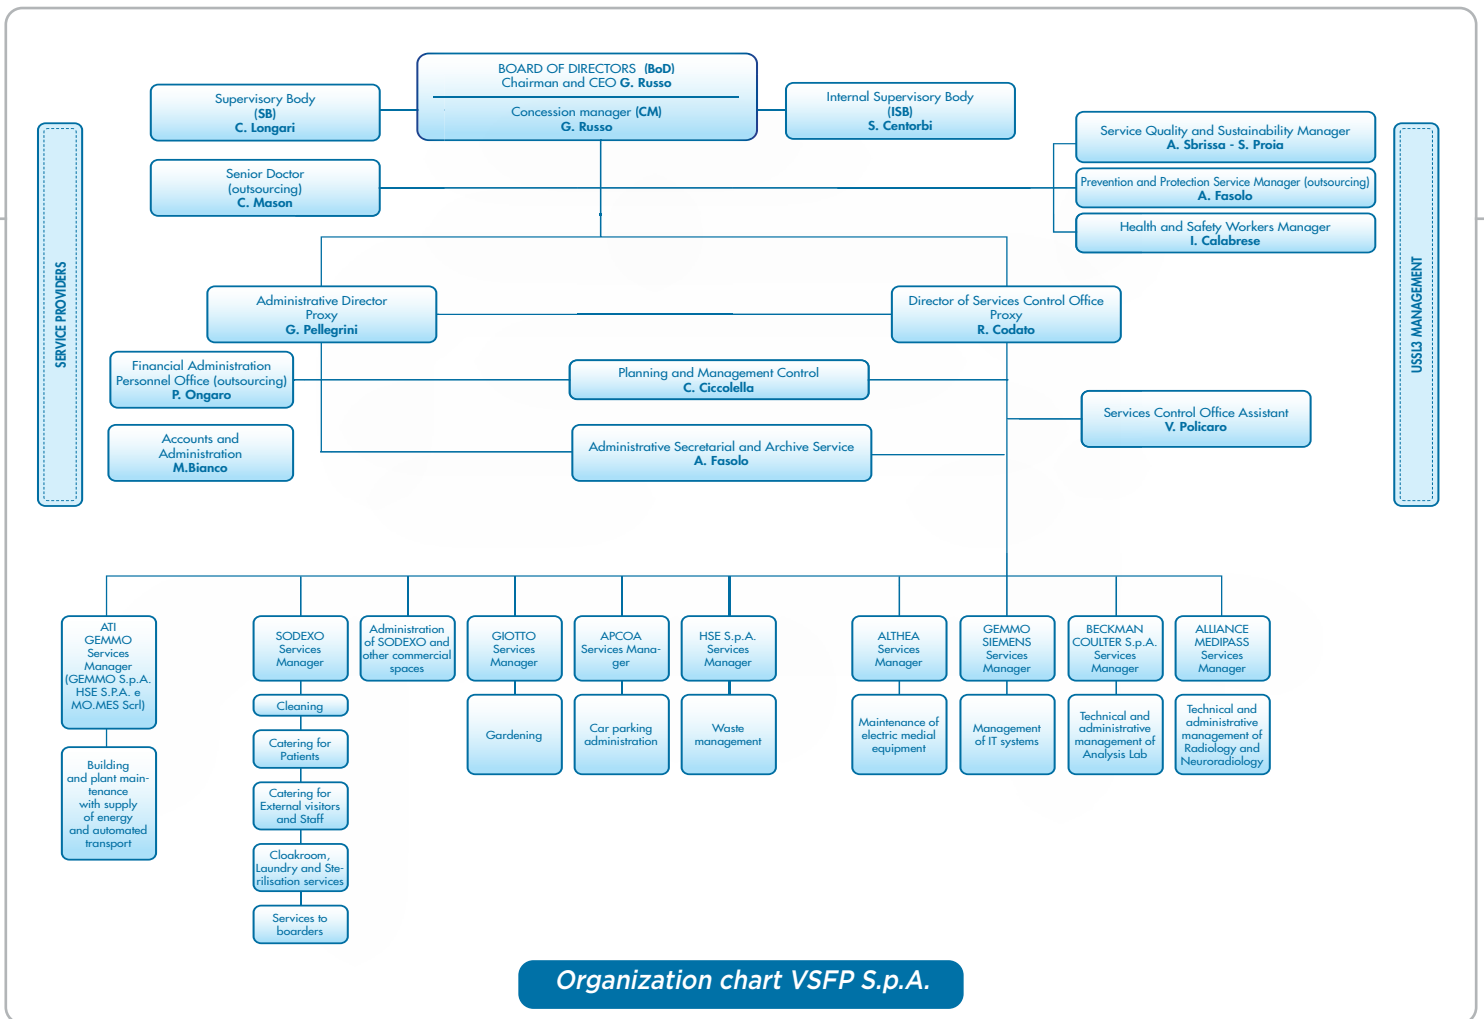 BOARD OF DIRECTORS (BoD)
Chairman and CEO G. Russo
Concession manager (CM)
G. Russo
Supervisory Body
(SB)
C. Longari
Internal Supervisory Body
(ISB)
S. Centorbi
Senior Doctor
(outsourcing)
C. Mason
Service Quality and Sustainability Manager
A. Sbrissa - S. Proia
Prevention and Protection Service Manager (outsourcing)
A. Fasolo
Health and Safety Workers Manager
I. Calabrese
SERVICE PROVIDERS
USSL3 MANAGEMENT
Administrative Director
Proxy
G. Pellegrini
Director of Services Control Office
Proxy
R. Codato
Financial Administration
Personnel Office (outsourcing)
P. Ongaro
Planning and Management Control
C. Ciccolella
Services Control Office Assistant
V. Policaro
Accounts and
Administration
M.Bianco
Administrative Secretarial and Archive Service
A. Fasolo
ATI
GEMMO
Services
Manager
(GEMMO S.p.A.
HSE S.P.A. e
MO.MES Scrl)
Building
and plant main-
tenance
with supply
of energy
and automated
transport
SODEXO
Services
Manager
Cleaning
Catering for
Patients
Catering for
External visitors
and Staff
Cloakroom,
Laundry and Ste-
rilisation services
Services to
boarders
Administration
of SODEXO and
other commercial
spaces
GIOTTO
Services
Manager
Gardening
APCOA
Services Mana-
ger
Car parking
administration
HSE S.p.A.
Services
Manager
Waste
management
ALTHEA
Services
Manager
Maintenance of
electric medial
equipment
GEMMO
SIEMENS
Services
Manager
Management
of IT systems
BECKMAN
COULTER S.p.A.
Services
Manager
Technical and
administrative
management of
Analysis Lab
ALLIANCE
MEDIPASS
Services
Manager
Technical and
administrative
management of
Radiology and
Neuroradiology
Organization chart VSFP S.p.A.